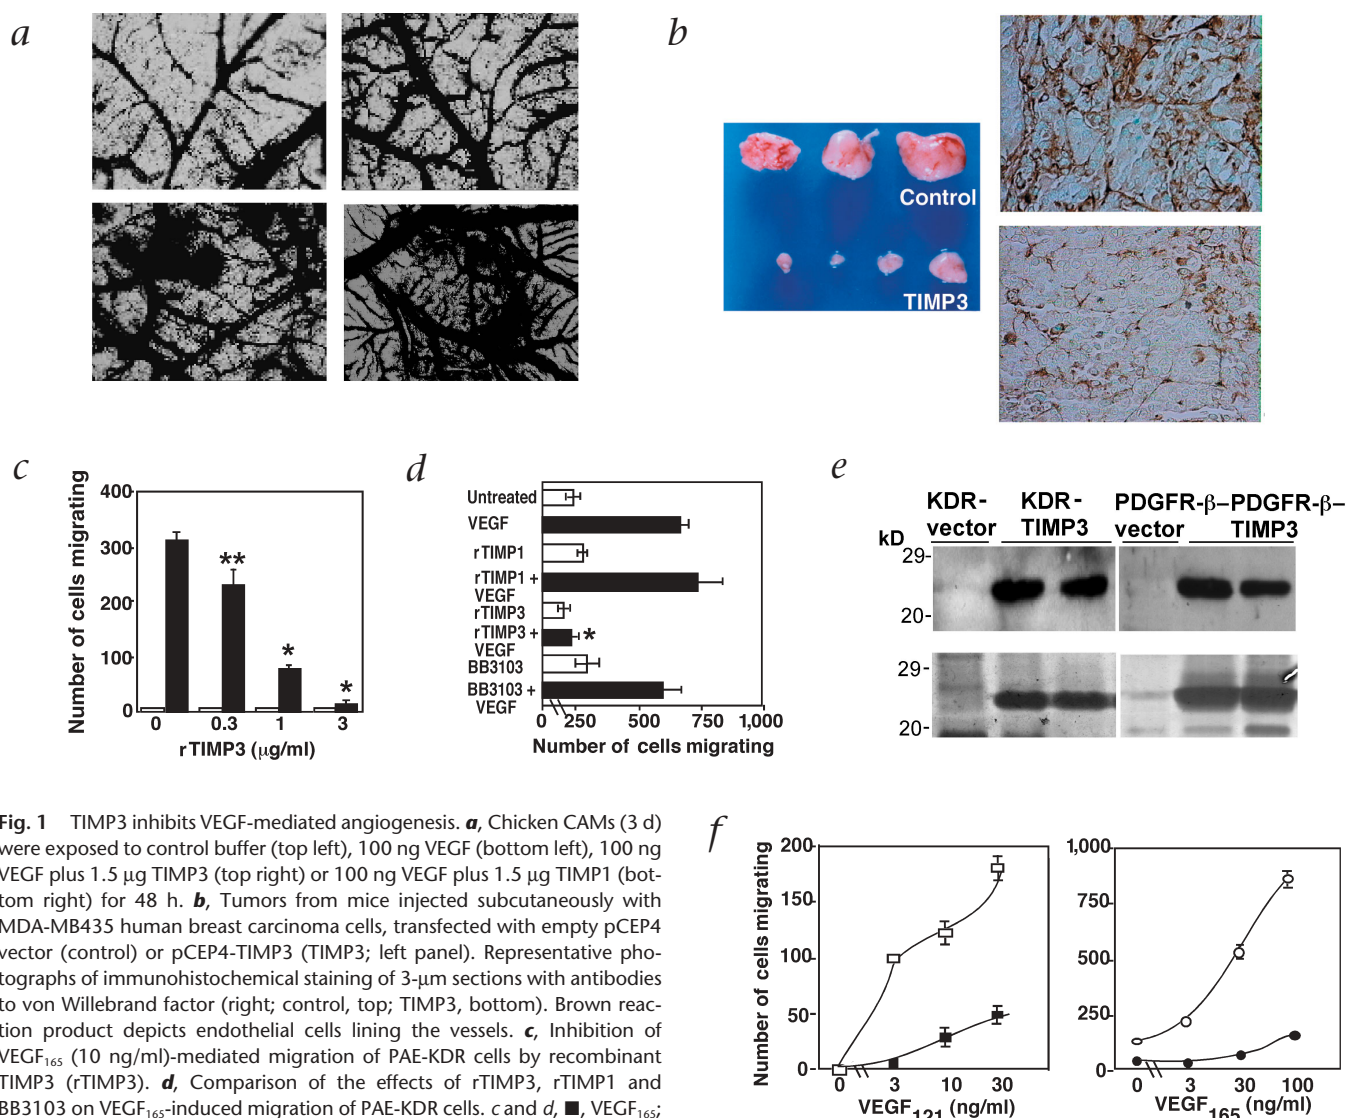 a
b
Control
TIMP3
c
Number of cells migrating
400
300
200
100
0
**
*
*
0 0.3 1 3
rTIMP3 (μg/ml)
d
Untreated
VEGF
rTIMP1
rTIMP1 +
VEGF
rTIMP3
rTIMP3 +
VEGF
*
BB3103
BB3103 +
VEGF
0 250 500 750 1,000
Number of cells migrating
e
KDR- KDR - PDGFR-β– PDGFR-β–
vector TIMP3 vector TIMP3
kD
29-
20-
29-
20-
Fig. 1 TIMP3 inhibits VEGF-mediated angiogenesis. a, Chicken CAMs (3 d)
were exposed to control buffer (top left), 100 ng VEGF (bottom left), 100 ng
VEGF plus 1.5 μg TIMP3 (top right) or 100 ng VEGF plus 1.5 μg TIMP1 (bot-
tom right) for 48 h. b, Tumors from mice injected subcutaneously with
MDA-MB435 human breast carcinoma cells, transfected with empty pCEP4
vector (control) or pCEP4-TIMP3 (TIMP3; left panel). Representative pho-
tographs of immunohistochemical staining of 3-μm sections with antibodies
to von Willebrand factor (right; control, top; TIMP3, bottom). Brown reac-
tion product depicts endothelial cells lining the vessels. c, Inhibition of
VEGF165 (10 ng/ml)-mediated migration of PAE-KDR cells by recombinant
TIMP3 (rTIMP3). d, Comparison of the effects of rTIMP3, rTIMP1 and
BB3103 on VEGF165-induced migration of PAE-KDR cells. c and d, ■, VEGF165;
f
Number of cells migrating
200
150
100
50
0
0 3 10 30
VEGF121 (ng/ml)
1,000
750
500
250
0
0 3 30 100
VEGF165 (ng/ml)